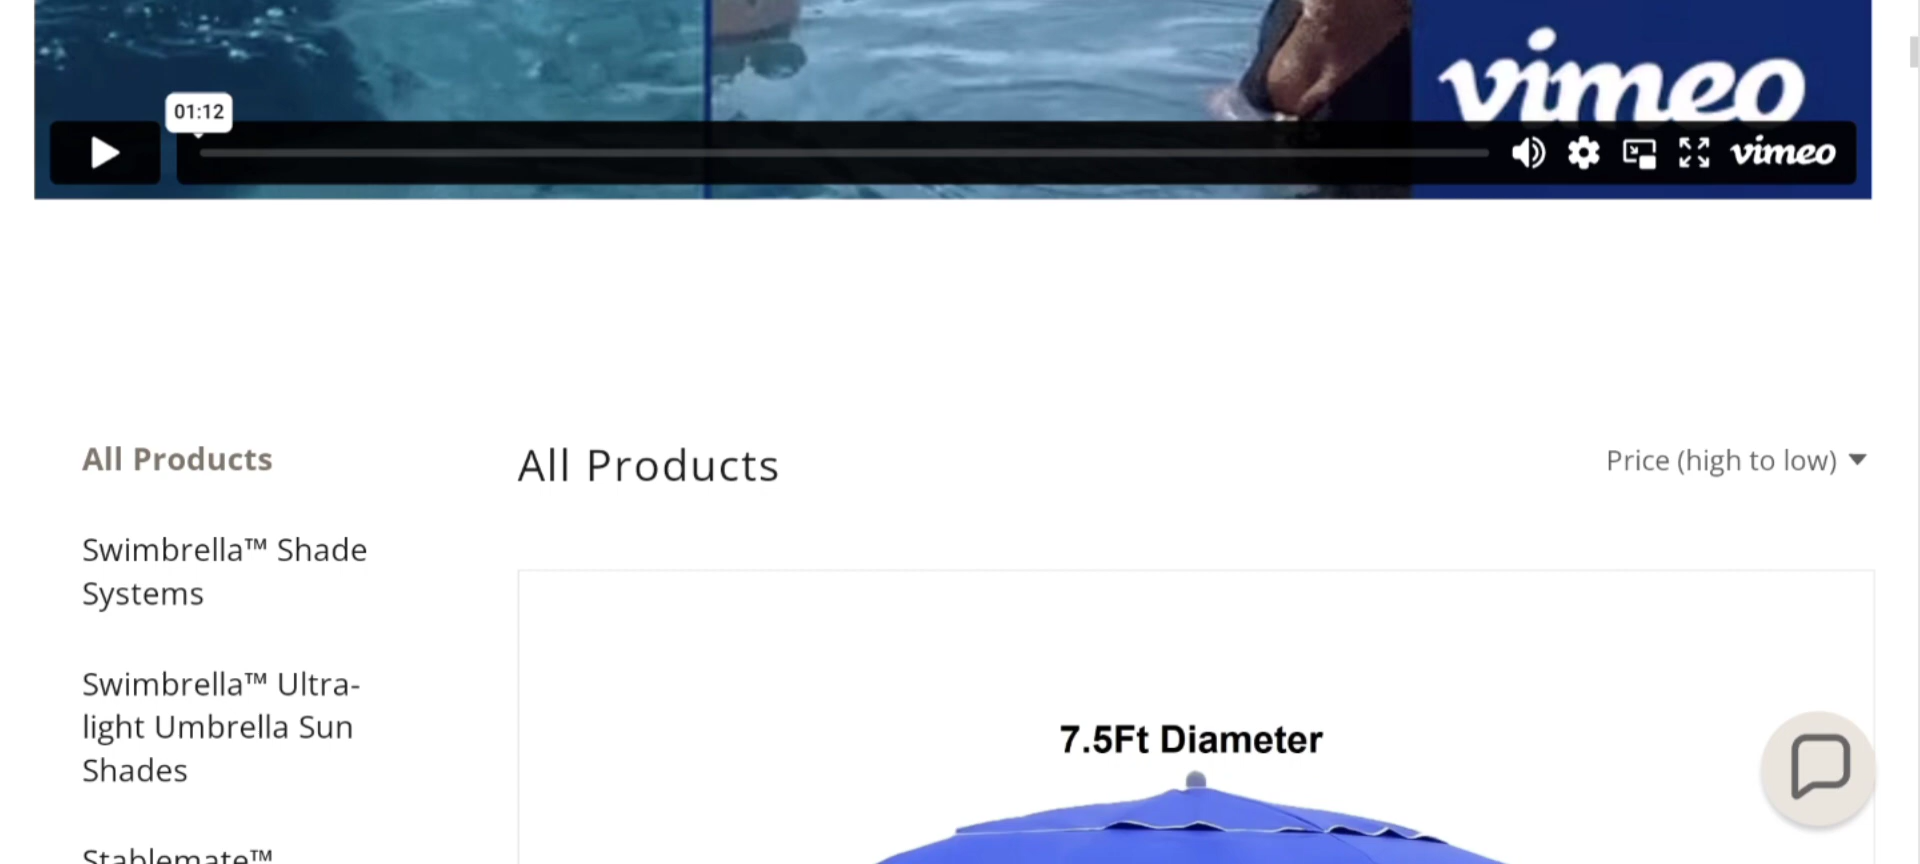 vimeo
01:12
vimeo
All Products
All Products
Price (high to low)
Swimbrella™ Shade
Systems
Swimbrella™ Ultra-
light Umbrella Sun
Shades
7.5Ft Diameter
Stablemate™